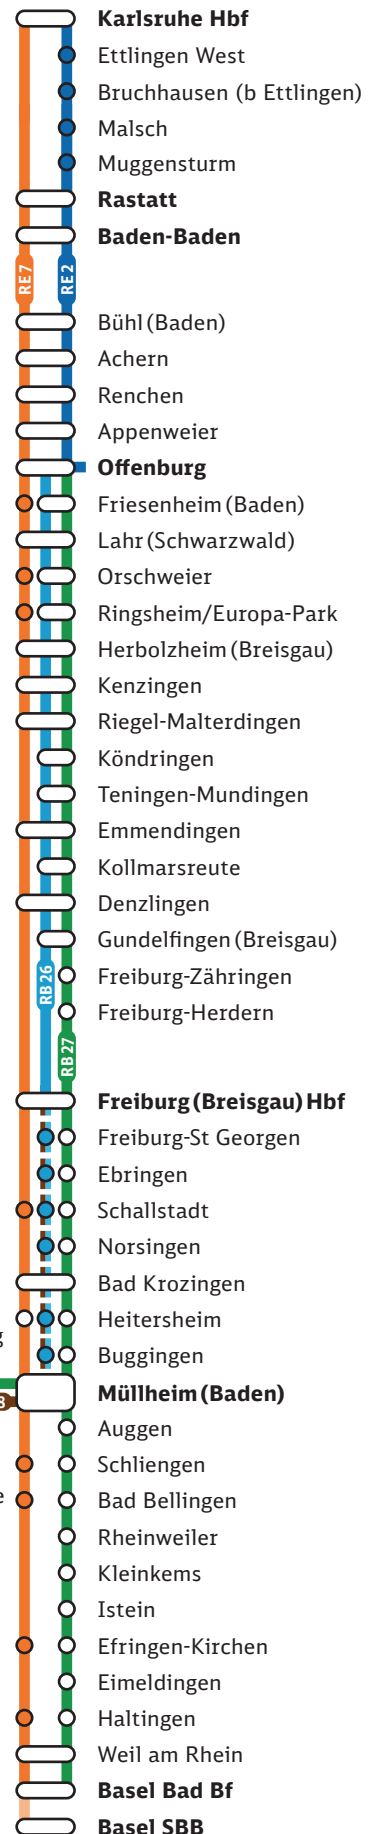 Karlsruhe Hbf
Ettlingen West
Bruchhausen (b Ettlingen)
Malsch
Muggensturm
Rastatt
Baden-Baden
RE 7
RE 2
Bühl (Baden)
Achern
Renchen
Appenweier
Offenburg
Friesenheim (Baden)
Lahr (Schwarzwald)
Orschweier
Ringsheim/Europa-Park
Herbolzheim (Breisgau)
Kenzingen
Riegel-Malterdingen
Köndringen
Teningen-Mundingen
Emmendingen
Kollmarsreute
Denzlingen
Gundelfingen (Breisgau)
RB 26
Freiburg-Zähringen
Freiburg-Herdern
RB 27
Freiburg (Breisgau) Hbf
Freiburg-St Georgen
Ebringen
Schallstadt
Norsingen
Bad Krozingen
Heitersheim
Buggingen
Müllheim (Baden)
Auggen
Schliengen
Bad Bellingen
Rheinweiler
Kleinkems
Istein
Efringen-Kirchen
Eimeldingen
Haltingen
Weil am Rhein
Basel Bad Bf
Basel SBB